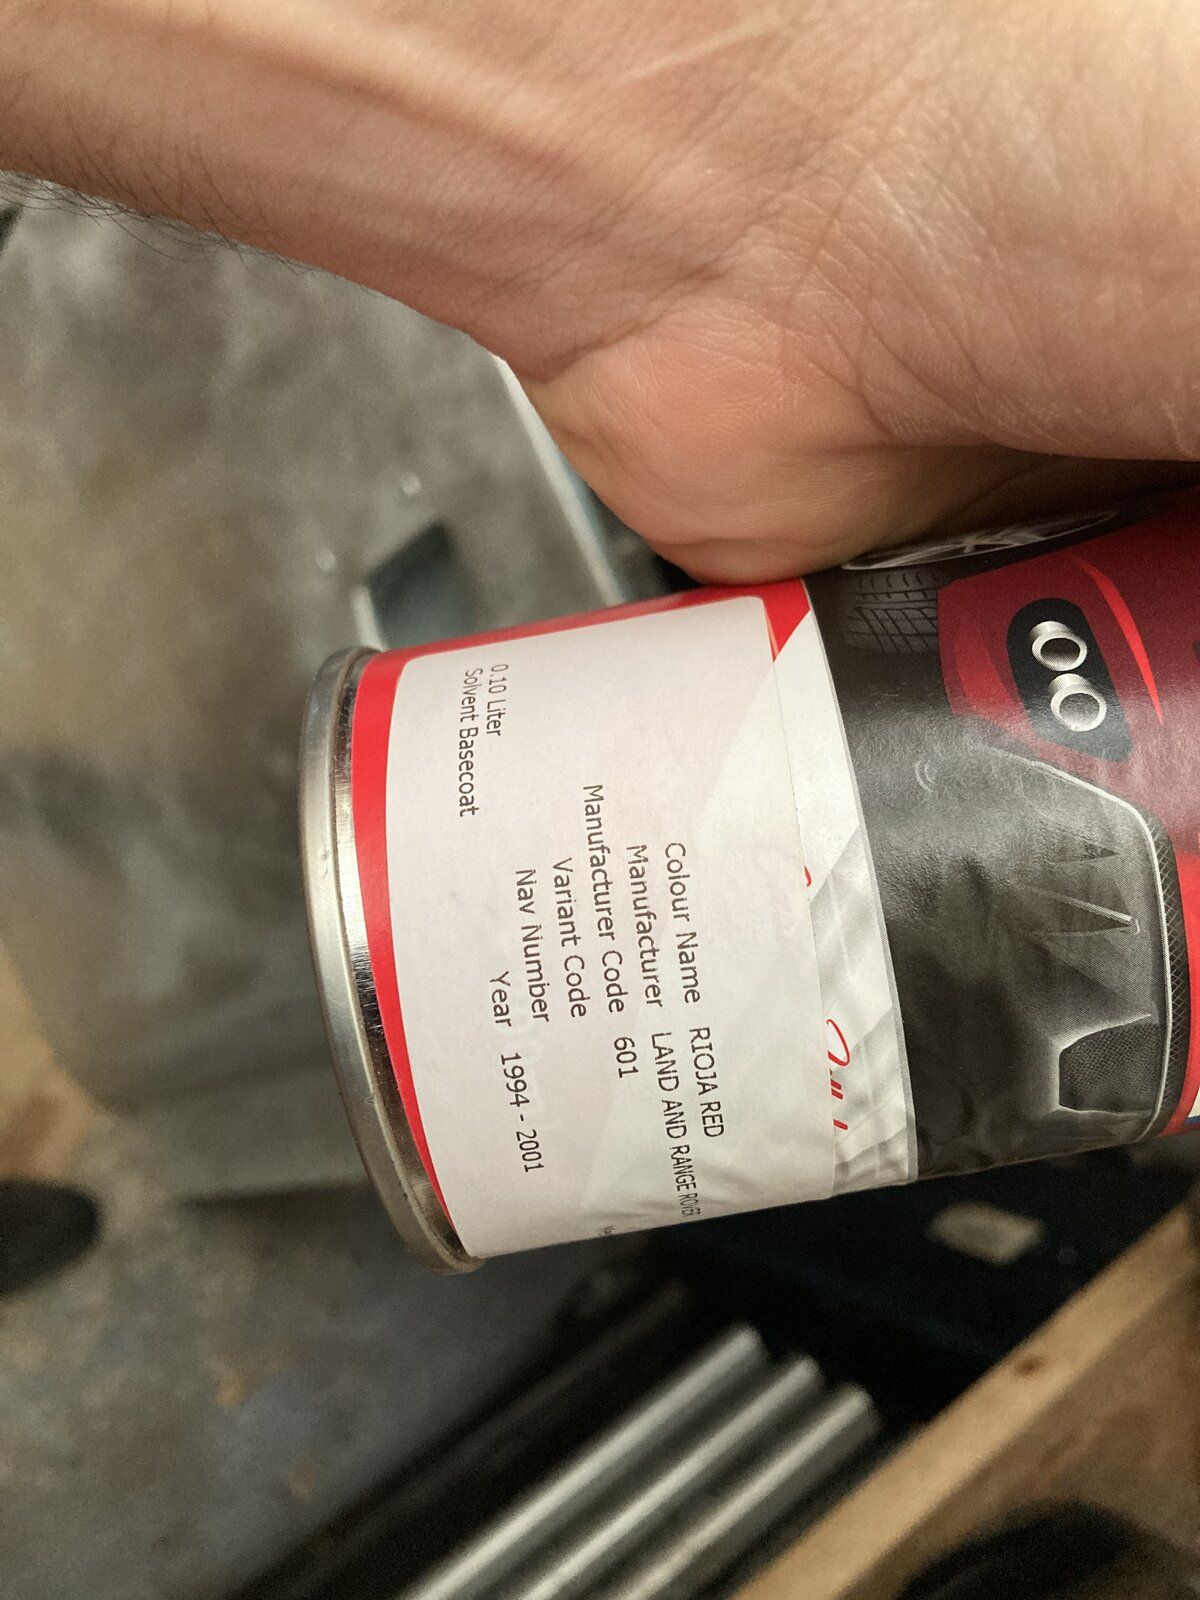 Colour Name RIOJA RED
Manufacturer LAND AND RANGE ROVER
Manufacturer Code 601
Variant Code
Nav Number
Year 1994 - 2001
0.10 Liter
Solvent Basecoat